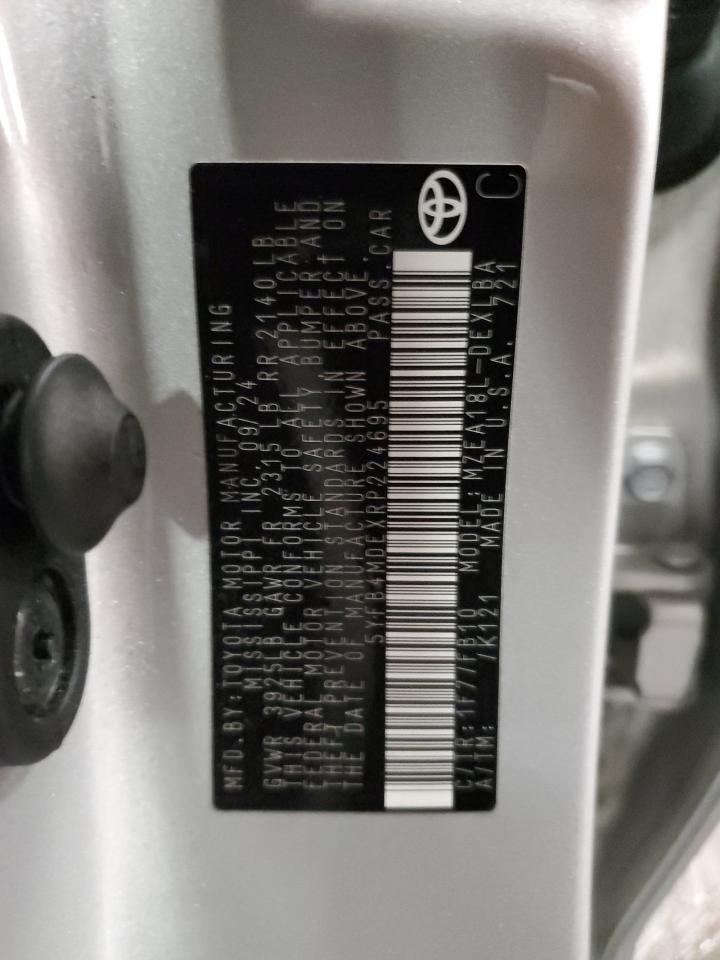 MFD.BY:TOYOTA MOTOR MANUFACTURING
MISSISSIPPI INC. 09/24
GVWR 3925LB GAWR FR 2315 LB RR 2140 LB
THIS VEHICLE CONFORMS TO ALL APPLICABLE
FEDERAL MOTOR VEHICLE SAFETY, BUMPER, AND
THEFT PREVENTION STANDARDS IN EFFECT ON
THE DATE OF MANUFACTURE SHOWN ABOVE.
5YFB4MDEXRP224695 PASS.CAR
C/TR:1F7/FB10 MODEL:MZEA18L-DEXLBA
A/TM: /K121 MADE IN U.S.A. 721
C